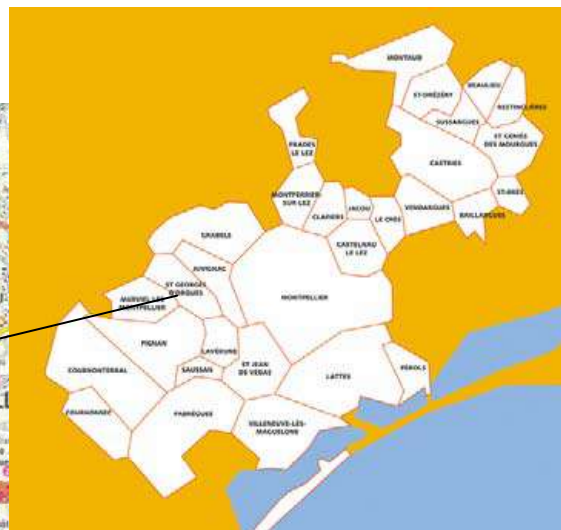 MONTAUD
ST-DRÉZÉRY
BEAULIEU
RESTINCLIÈRES
SUSSARGUES
ST GENIÈS
DES MOURGUES
CASTRIES
PRADES
LE LEZ
MONTFERRIER
SUR LEZ
CLAPIERS
JACOU
LE CRÈS
VENDARGUES
ST-BRÈS
BAILLARGUES
CASTELNAU
LE LEZ
GRABELS
JUVIGNAC
ST GEORGES
D'ORQUES
MURVIEL-LÈS-
MONTPELLIER
MONTPELLIER
PIGNAN
LAVÉRUNE
SAUSSAN
ST JEAN
DE VÉDAS
COURNONTERRAL
COURNONSEC
FABRÈGUES
LATTES
PÉROLS
VILLENEUVE-LÈS-
MAGUELONE